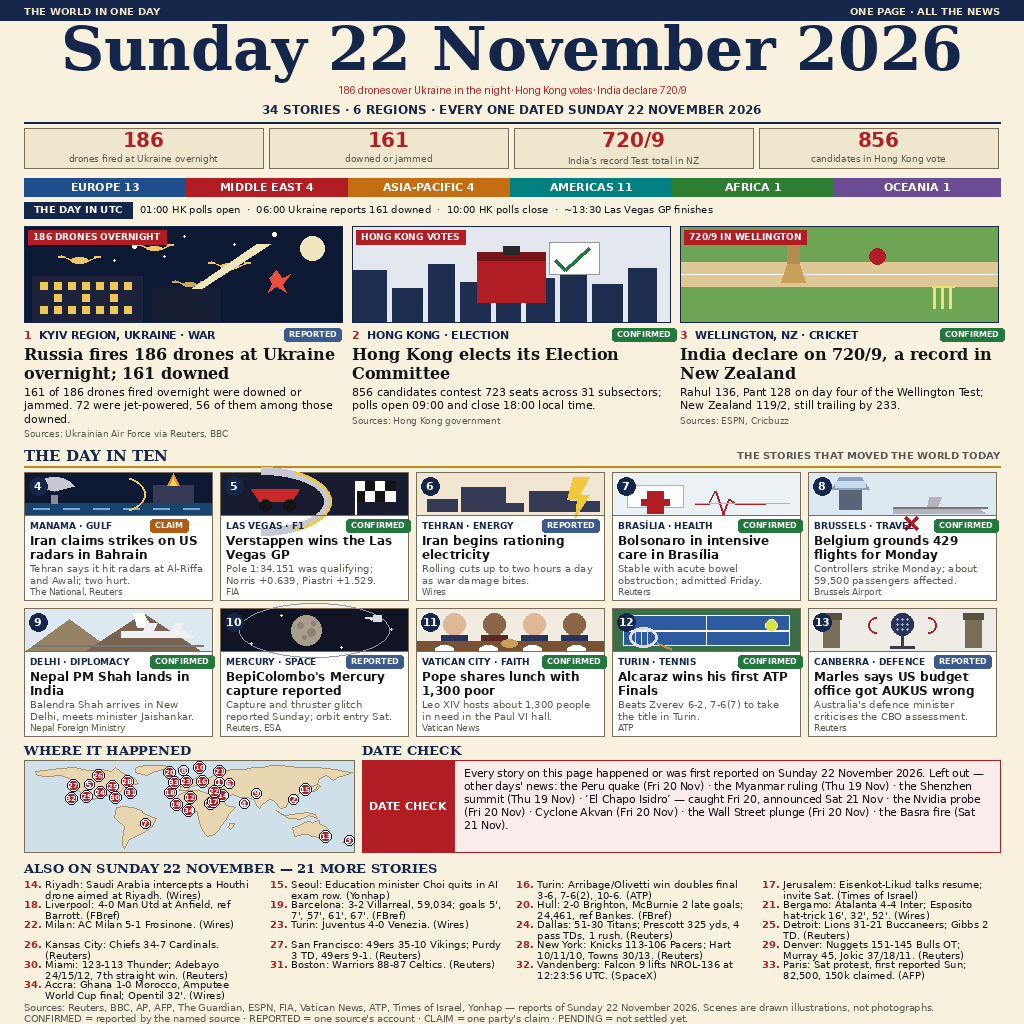 THE WORLD IN ONE DAY
ONE PAGE · ALL THE NEWS
Sunday 22 November 2026
186 drones over Ukraine in the night · Hong Kong votes · India declare 720/9
34 STORIES · 6 REGIONS · EVERY ONE DATED SUNDAY 22 NOVEMBER 2026
186
drones fired at Ukraine overnight
161
downed or jammed
720/9
India's record Test total in NZ
856
candidates in Hong Kong vote
EUROPE 13
MIDDLE EAST 4
ASIA-PACIFIC 4
AMERICAS 11
AFRICA 1
OCEANIA 1
THE DAY IN UTC
01:00 HK polls open · 06:00 Ukraine reports 161 downed · 10:00 HK polls close · ~13:30 Las Vegas GP finishes
186 DRONES OVERNIGHT
1 KYIV REGION, UKRAINE · WAR
REPORTED
Russia fires 186 drones at Ukraine
overnight; 161 downed
161 of 186 drones fired overnight were downed or
jammed. 72 were jet-powered, 56 of them among those
downed.
Sources: Ukrainian Air Force via Reuters, BBC
HONG KONG VOTES
2 HONG KONG · ELECTION
CONFIRMED
Hong Kong elects its Election
Committee
856 candidates contest 723 seats across 31 subsectors;
polls open 09:00 and close 18:00 local time.
Sources: Hong Kong government
720/9 IN WELLINGTON
3 WELLINGTON, NZ · CRICKET
CONFIRMED
India declare on 720/9, a record in
New Zealand
Rahul 136, Pant 128 on day four of the Wellington Test;
New Zealand 119/2, still trailing by 233.
Sources: ESPN, Cricbuzz
THE DAY IN TEN
THE STORIES THAT MOVED THE WORLD TODAY
4
MANAMA · GULF
CLAIM
Iran claims strikes on US
radars in Bahrain
Tehran says it hit radars at Al-Riffa
and Awali; two hurt.
The National, Reuters
5
LAS VEGAS · F1
CONFIRMED
Verstappen wins the Las
Vegas GP
Pole 1:34.151 was qualifying;
Norris +0.639, Piastri +1.529.
FIA
6
TEHRAN · ENERGY
REPORTED
Iran begins rationing
electricity
Rolling cuts up to two hours a day
as war damage bites.
Wires
7
BRASÍLIA · HEALTH
CONFIRMED
Bolsonaro in intensive
care in Brasília
Stable with acute bowel
obstruction; admitted Friday.
Reuters
8
BRUSSELS · TRAVEL
CONFIRMED
Belgium grounds 429
flights for Monday
Controllers strike Monday; about
59,500 passengers affected.
Brussels Airport
9
DELHI · DIPLOMACY
CONFIRMED
Nepal PM Shah lands in
India
Balendra Shah arrives in New
Delhi, meets minister Jaishankar.
Nepal Foreign Ministry
10
MERCURY · SPACE
REPORTED
BepiColombo's Mercury
capture reported
Capture and thruster glitch
reported Sunday; orbit entry Sat.
Reuters, ESA
11
VATICAN CITY · FAITH
CONFIRMED
Pope shares lunch with
1,300 poor
Leo XIV hosts about 1,300 people
in need in the Paul VI hall.
Vatican News
12
TURIN · TENNIS
CONFIRMED
Alcaraz wins his first ATP
Finals
Beats Zverev 6-2, 7-6(7) to take
the title in Turin.
ATP
13
CANBERRA · DEFENCE
REPORTED
Marles says US budget
office got AUKUS wrong
Australia's defence minister
criticises the CBO assessment.
Reuters
WHERE IT HAPPENED
DATE CHECK
DATE CHECK
Every story on this page happened or was first reported on Sunday 22 November 2026. Left out —
other days' news: the Peru quake (Fri 20 Nov) · the Myanmar ruling (Thu 19 Nov) · the Shenzhen
summit (Thu 19 Nov) · 'El Chapo Isidro' — caught Fri 20, announced Sat 21 Nov · the Nvidia probe
(Fri 20 Nov) · Cyclone Akvan (Fri 20 Nov) · the Wall Street plunge (Fri 20 Nov) · the Basra fire (Sat
21 Nov).
ALSO ON SUNDAY 22 NOVEMBER — 21 MORE STORIES
14. Riyadh: Saudi Arabia intercepts a Houthi
drone aimed at Riyadh. (Wires)
15. Seoul: Education minister Choi quits in AI
exam row. (Yonhap)
16. Turin: Arribage/Olivetti win doubles final
3-6, 7-6(2), 10-6. (ATP)
17. Jerusalem: Eisenkot-Likud talks resume;
invite Sat. (Times of Israel)
18. Liverpool: 4-0 Man Utd at Anfield, ref
Barrott. (FBref)
19. Barcelona: 3-2 Villarreal, 59,034; goals 5',
7', 57', 61', 67'. (FBref)
20. Hull: 2-0 Brighton, McBurnie 2 late goals;
24,461, ref Bankes. (FBref)
21. Bergamo: Atalanta 4-4 Inter; Esposito
hat-trick 16', 32', 52'. (Wires)
22. Milan: AC Milan 5-1 Frosinone. (Wires)
23. Turin: Juventus 4-0 Venezia. (Wires)
24. Dallas: 51-30 Titans; Prescott 325 yds, 4
pass TDs, 1 rush. (Reuters)
25. Detroit: Lions 31-21 Buccaneers; Gibbs 2
TD. (Reuters)
26. Kansas City: Chiefs 34-7 Cardinals.
(Reuters)
27. San Francisco: 49ers 35-10 Vikings; Purdy
3 TD, 49ers 9-1. (Reuters)
28. New York: Knicks 113-106 Pacers; Hart
10/11/10, Towns 30/13. (Reuters)
29. Denver: Nuggets 151-145 Bulls OT;
Murray 45, Jokic 37/18/11. (Reuters)
30. Miami: 123-113 Thunder; Adebayo
24/15/12, 7th straight win. (Reuters)
31. Boston: Warriors 88-87 Celtics. (Reuters)
32. Vandenberg: Falcon 9 lifts NROL-136 at
12:23:56 UTC. (SpaceX)
33. Paris: Sat protest, first reported Sun;
82,500, 150k claimed. (AFP)
34. Accra: Ghana 1-0 Morocco, Amputee
World Cup final; Opentil 32'. (Wires)
Sources: Reuters, BBC, AP, AFP, The Guardian, ESPN, FIA, Vatican News, ATP, Times of Israel, Yonhap — reports of Sunday 22 November 2026. Scenes are drawn illustrations, not photographs.
CONFIRMED = reported by the named source · REPORTED = one source's account · CLAIM = one party's claim · PENDING = not settled yet.